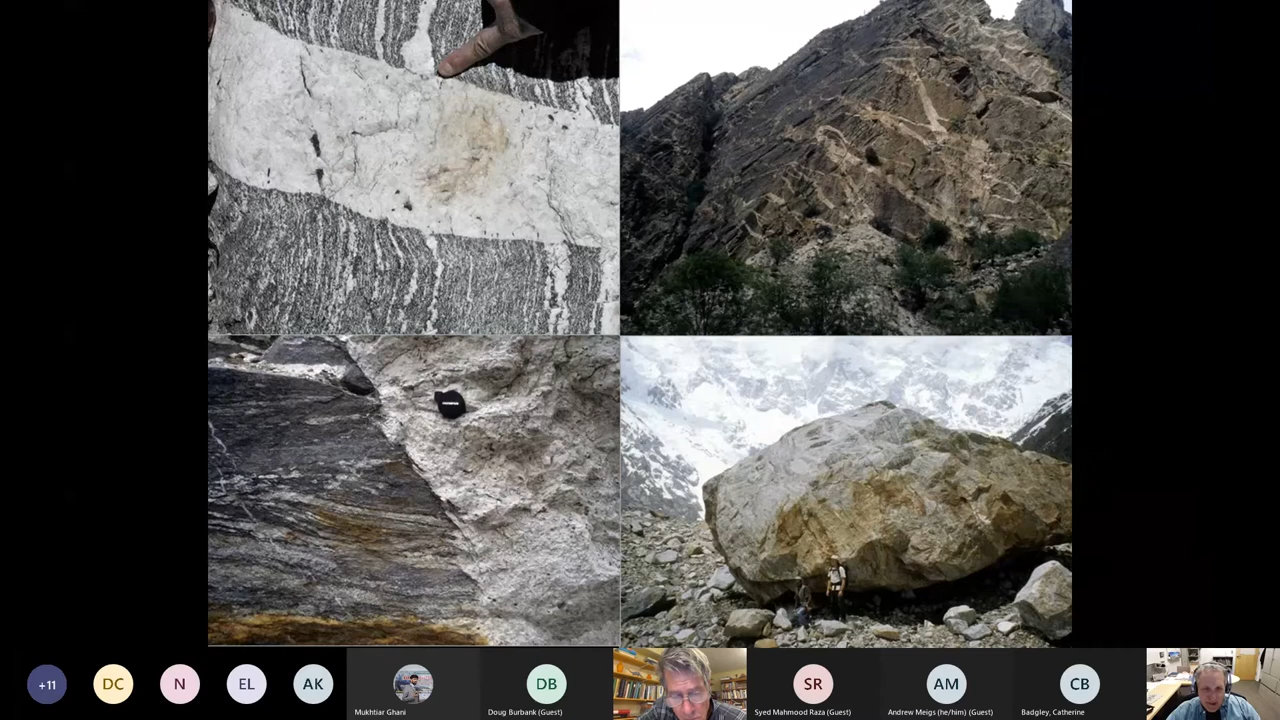 +11
DC
N
EL
AK
Mukhtiar Ghani
DB
Doug Burbank (Guest)
SR
Syed Mahmood Raza (Guest)
AM
Andrew Meigs (he/him) (Guest)
CB
Badgley, Catherine